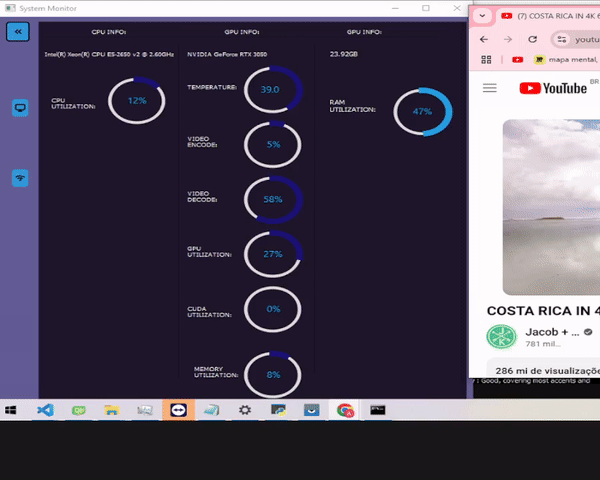 System Monitor
CPU INFO:
GPU INFO:
GPU INFO:
Intel(R) Xeon(R) CPU E5-2650 v2 @ 2.60GHz
NVIDIA GeForce RTX 3050
23.92GB
CPU UTILIZATION:
12%
TEMPERATURE:
39.0
RAM UTILIZATION:
47%
VIDEO ENCODE:
5%
VIDEO DECODE:
58%
GPU UTILIZATION:
27%
CUDA UTILIZATION:
0%
MEMORY UTILIZATION:
8%
(7) COSTA RICA IN 4K 6
youtu
mapa mental,
YouTube BR
COSTA RICA IN 4
Jacob + ...
781 mil...
286 mi de visualizaçõe
: Good, covering most accents and